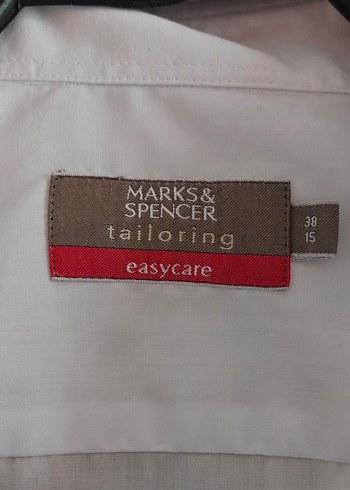 MARKS&
SPENCER
tailoring
easycare
38
15